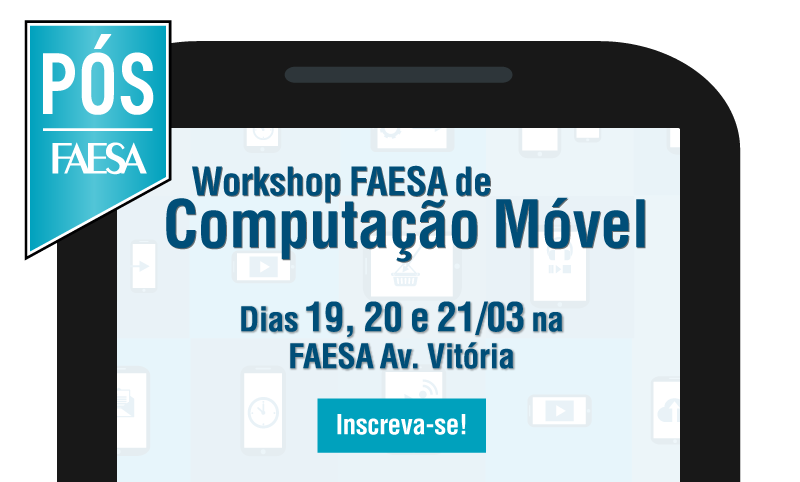 PÓS
FAESA
Workshop FAESA de
Computação Móvel
Dias 19, 20 e 21/03 na
FAESA Av. Vitória
Inscreva-se!